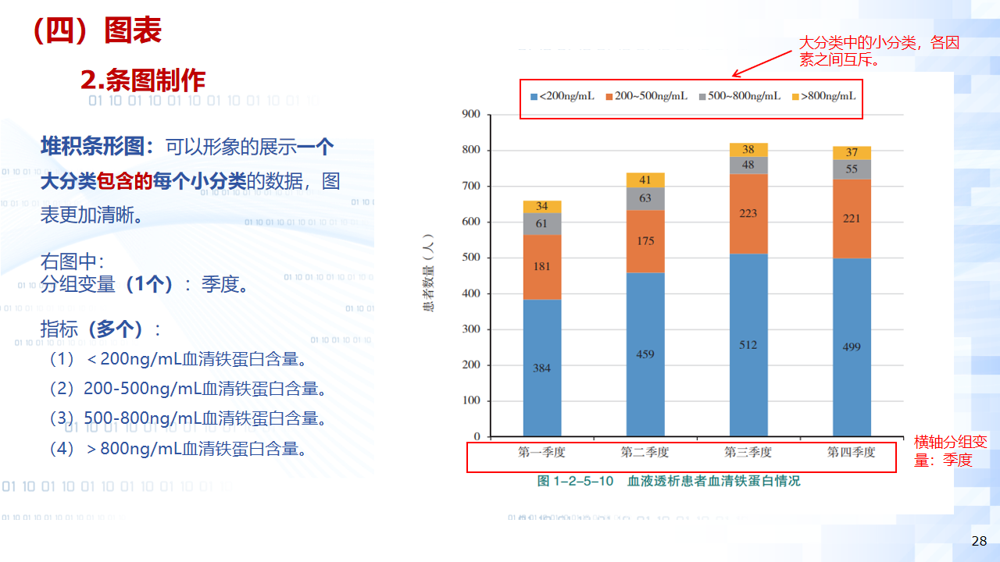 （四）图表
2.条图制作
堆积条形图：可以形象的展示一个
大分类包含的每个小分类的数据，图
表更加清晰。
右图中：
分组变量（1个）：季度。
指标（多个）：
（1）＜200ng/mL血清铁蛋白含量。
（2）200-500ng/mL血清铁蛋白含量。
（3）500-800ng/mL血清铁蛋白含量。
（4）＞800ng/mL血清铁蛋白含量。
大分类中的小分类，各因
素之间互斥。
<200ng/mL 200~500ng/mL 500~800ng/mL >800ng/mL
患者数量（人）
900
800
700
600
500
400
300
200
100
0
34
61
181
384
41
63
175
459
38
48
223
512
37
55
221
499
第一季度 第二季度 第三季度 第四季度
横轴分组变
量：季度
图 1-2-5-10 血液透析患者血清铁蛋白情况
28